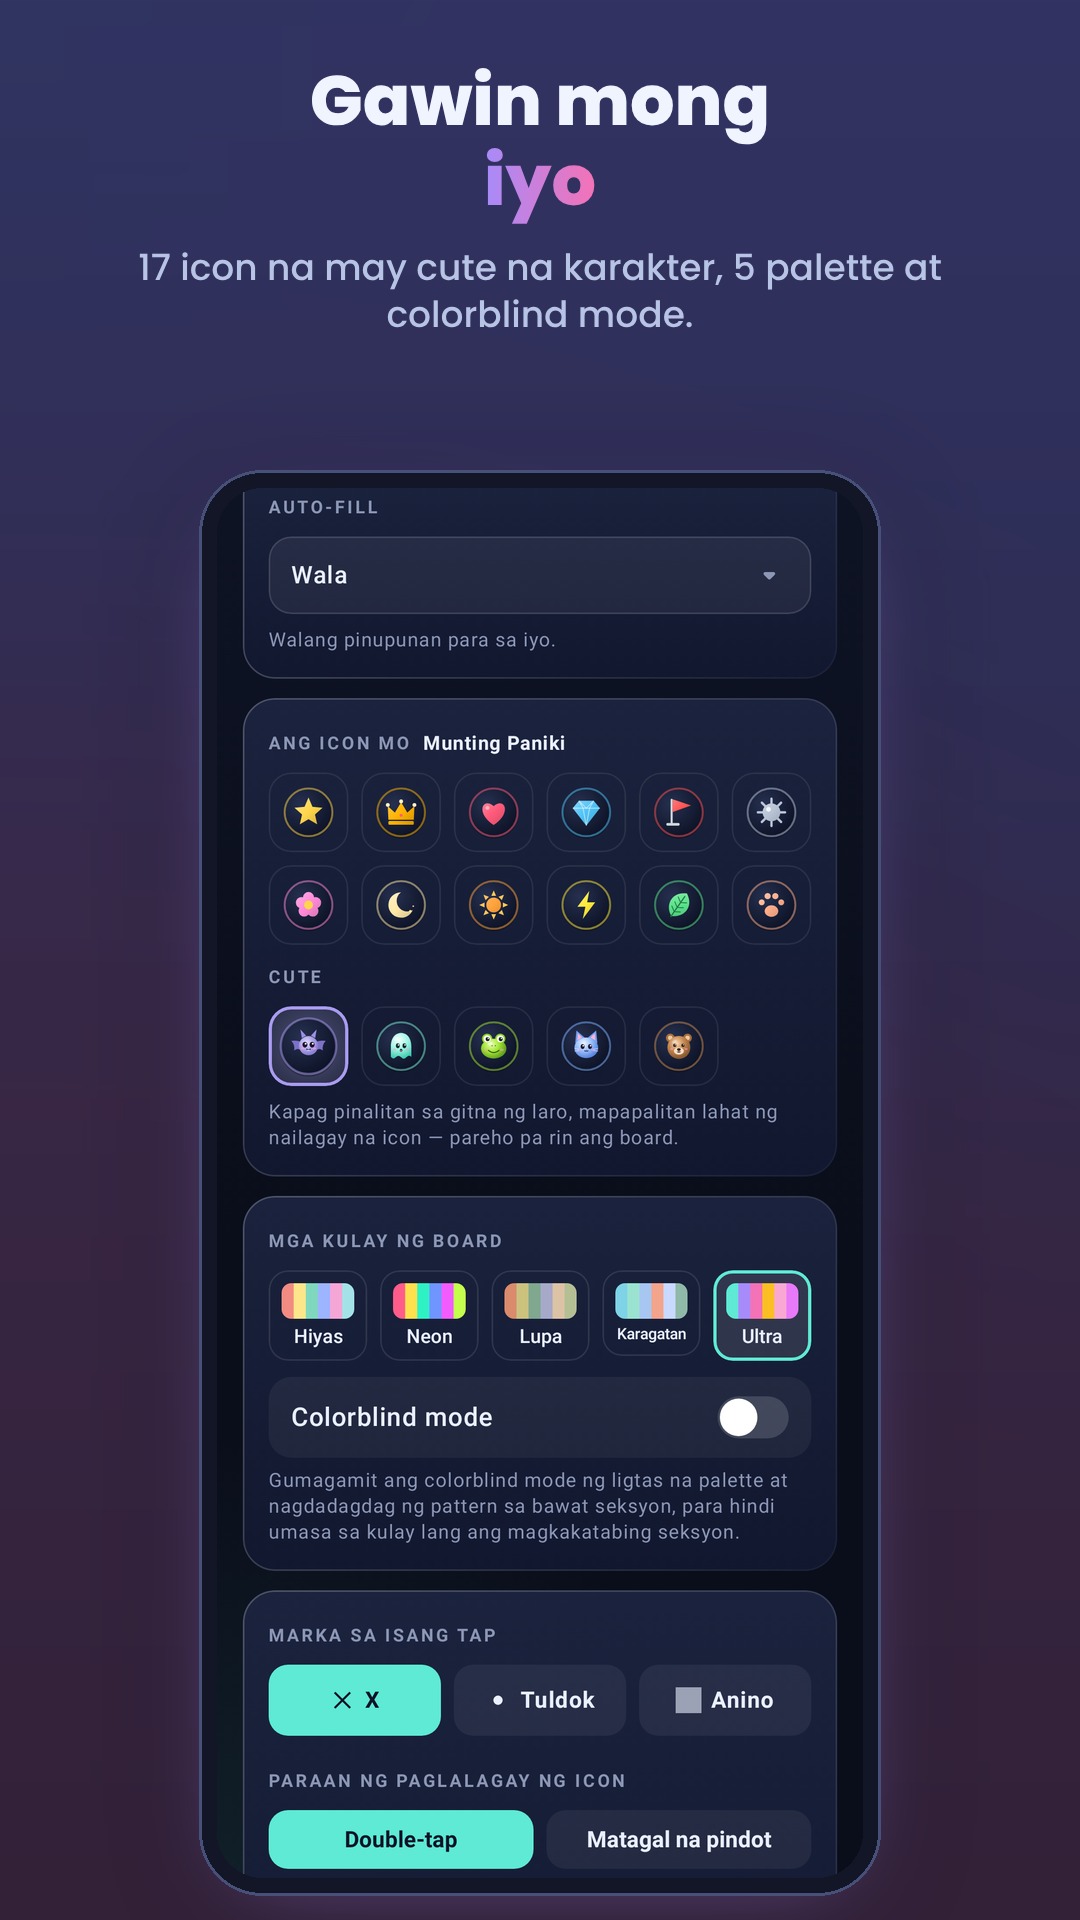 Gawin mong
iyo
17 icon na may cute na karakter, 5 palette at
colorblind mode.
AUTO-FILL
Wala
Walang pinupunan para sa iyo.
ANG ICON MO Munting Paniki
CUTE
Kapag pinalitan sa gitna ng laro, mapapalitan lahat ng
nailagay na icon — pareho pa rin ang board.
MGA KULAY NG BOARD
Hiyas Neon Lupa Karagatan Ultra
Colorblind mode
Gumagamit ang colorblind mode ng ligtas na palette at
nagdadagdag ng pattern sa bawat seksyon, para hindi
umasa sa kulay lang ang magkakatabing seksyon.
MARKA SA ISANG TAP
X Tuldok Anino
PARAAN NG PAGLALAGAY NG ICON
Double-tap Matagal na pindot